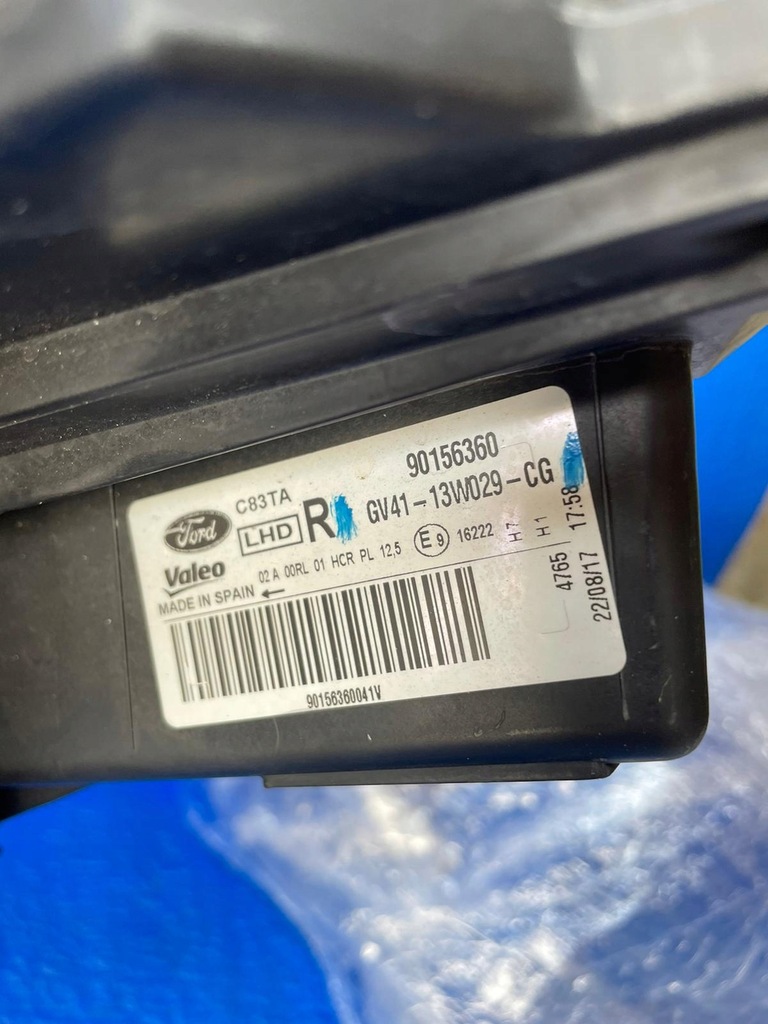 90156360
C83TA
Ford
LHD R GV41-13W029-CG
Valeo 02 A 00RL 01 HCR PL 12,5 E9 16222 H7 H1
MADE IN SPAIN ←
4765
22/08/17 17:58
90156360041V